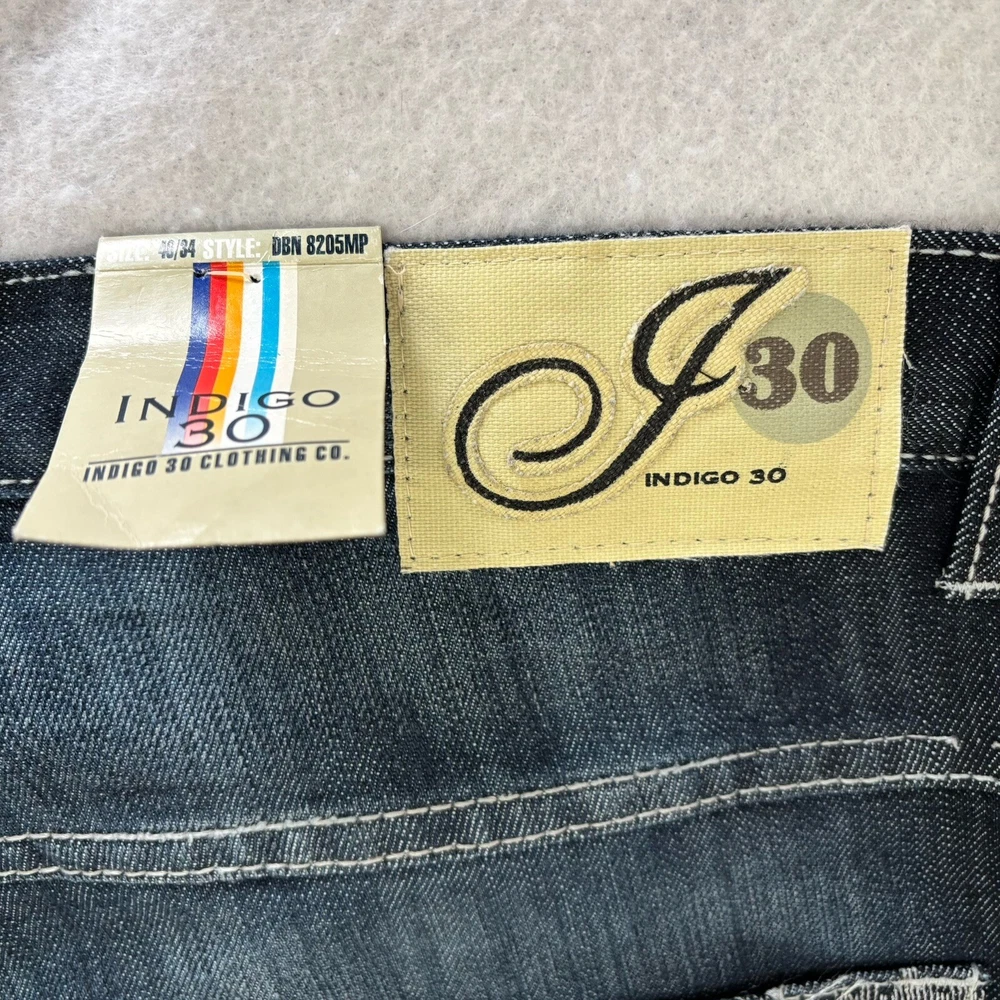 SIZE: 40/34 STYLE: DBN 8205MP
INDIGO
30
INDIGO 30 CLOTHING CO.
J 30
INDIGO 30